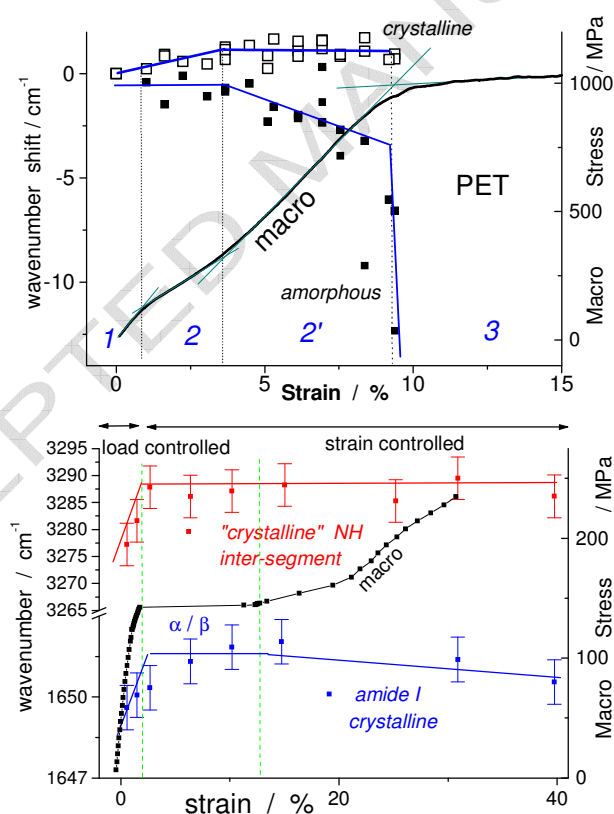 crystalline
0
-5
-10
wavenumber shift / cm-1
macro
PET
amorphous
1
2
2'
3
1000
500
0
Macro Stress / MPa
0
5
10
15
Strain / %
EPTED MAN
load controlled
strain controlled
3295
3290
3285
3280
3275
3270
3265
1650
1647
wavenumber / cm-1
"crystalline" NH
inter-segment
macro
α / β
amide I
crystalline
200
100
0
Macro Stress / MPa
0
20
40
strain / %